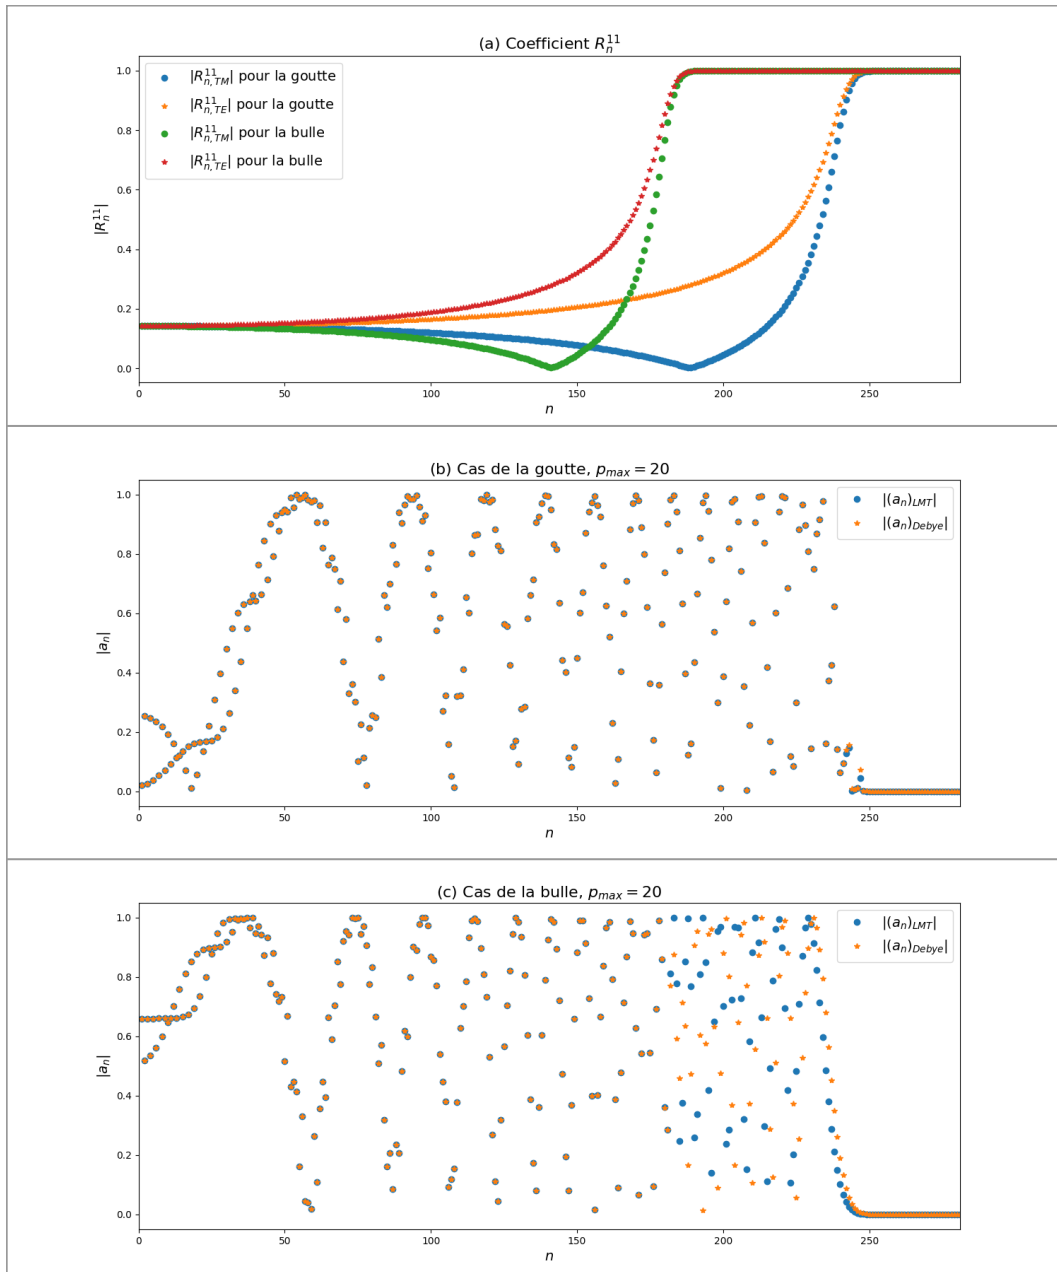 (a) Coefficient $R_n^{11}$
|$R_{n,TM}^{11}$| pour la goutte
|$R_{n,TE}^{11}$| pour la goutte
|$R_{n,TM}^{11}$| pour la bulle
|$R_{n,TE}^{11}$| pour la bulle
|$R_n^{11}$|
1.0
0.8
0.6
0.4
0.2
0.0
0 50 100 150 200 250
n
(b) Cas de la goutte, $p_{max} = 20$
|$(a_n)_{LMT}$|
|$(a_n)_{Debye}$|
|$a_n$|
1.0
0.8
0.6
0.4
0.2
0.0
0 50 100 150 200 250
n
(c) Cas de la bulle, $p_{max} = 20$
|$(a_n)_{LMT}$|
|$(a_n)_{Debye}$|
|$a_n$|
1.0
0.8
0.6
0.4
0.2
0.0
0 50 100 150 200 250
n